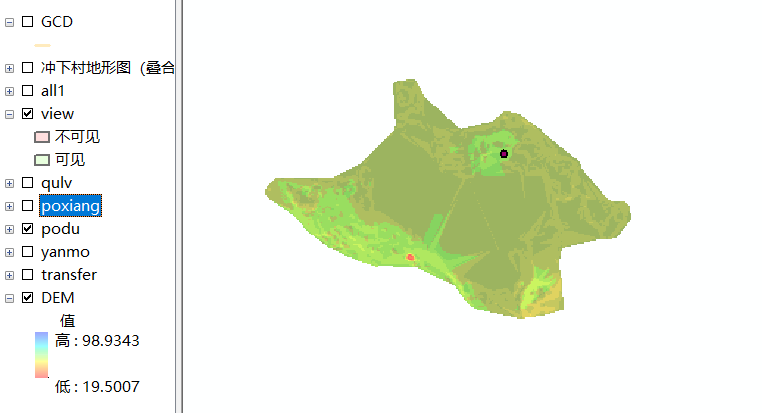 GCD
冲下村地形图（叠合
all1
view
不可见
可见
qulv
poxiang
podu
yanmo
transfer
DEM
值
高 : 98.9343
低 : 19.5007